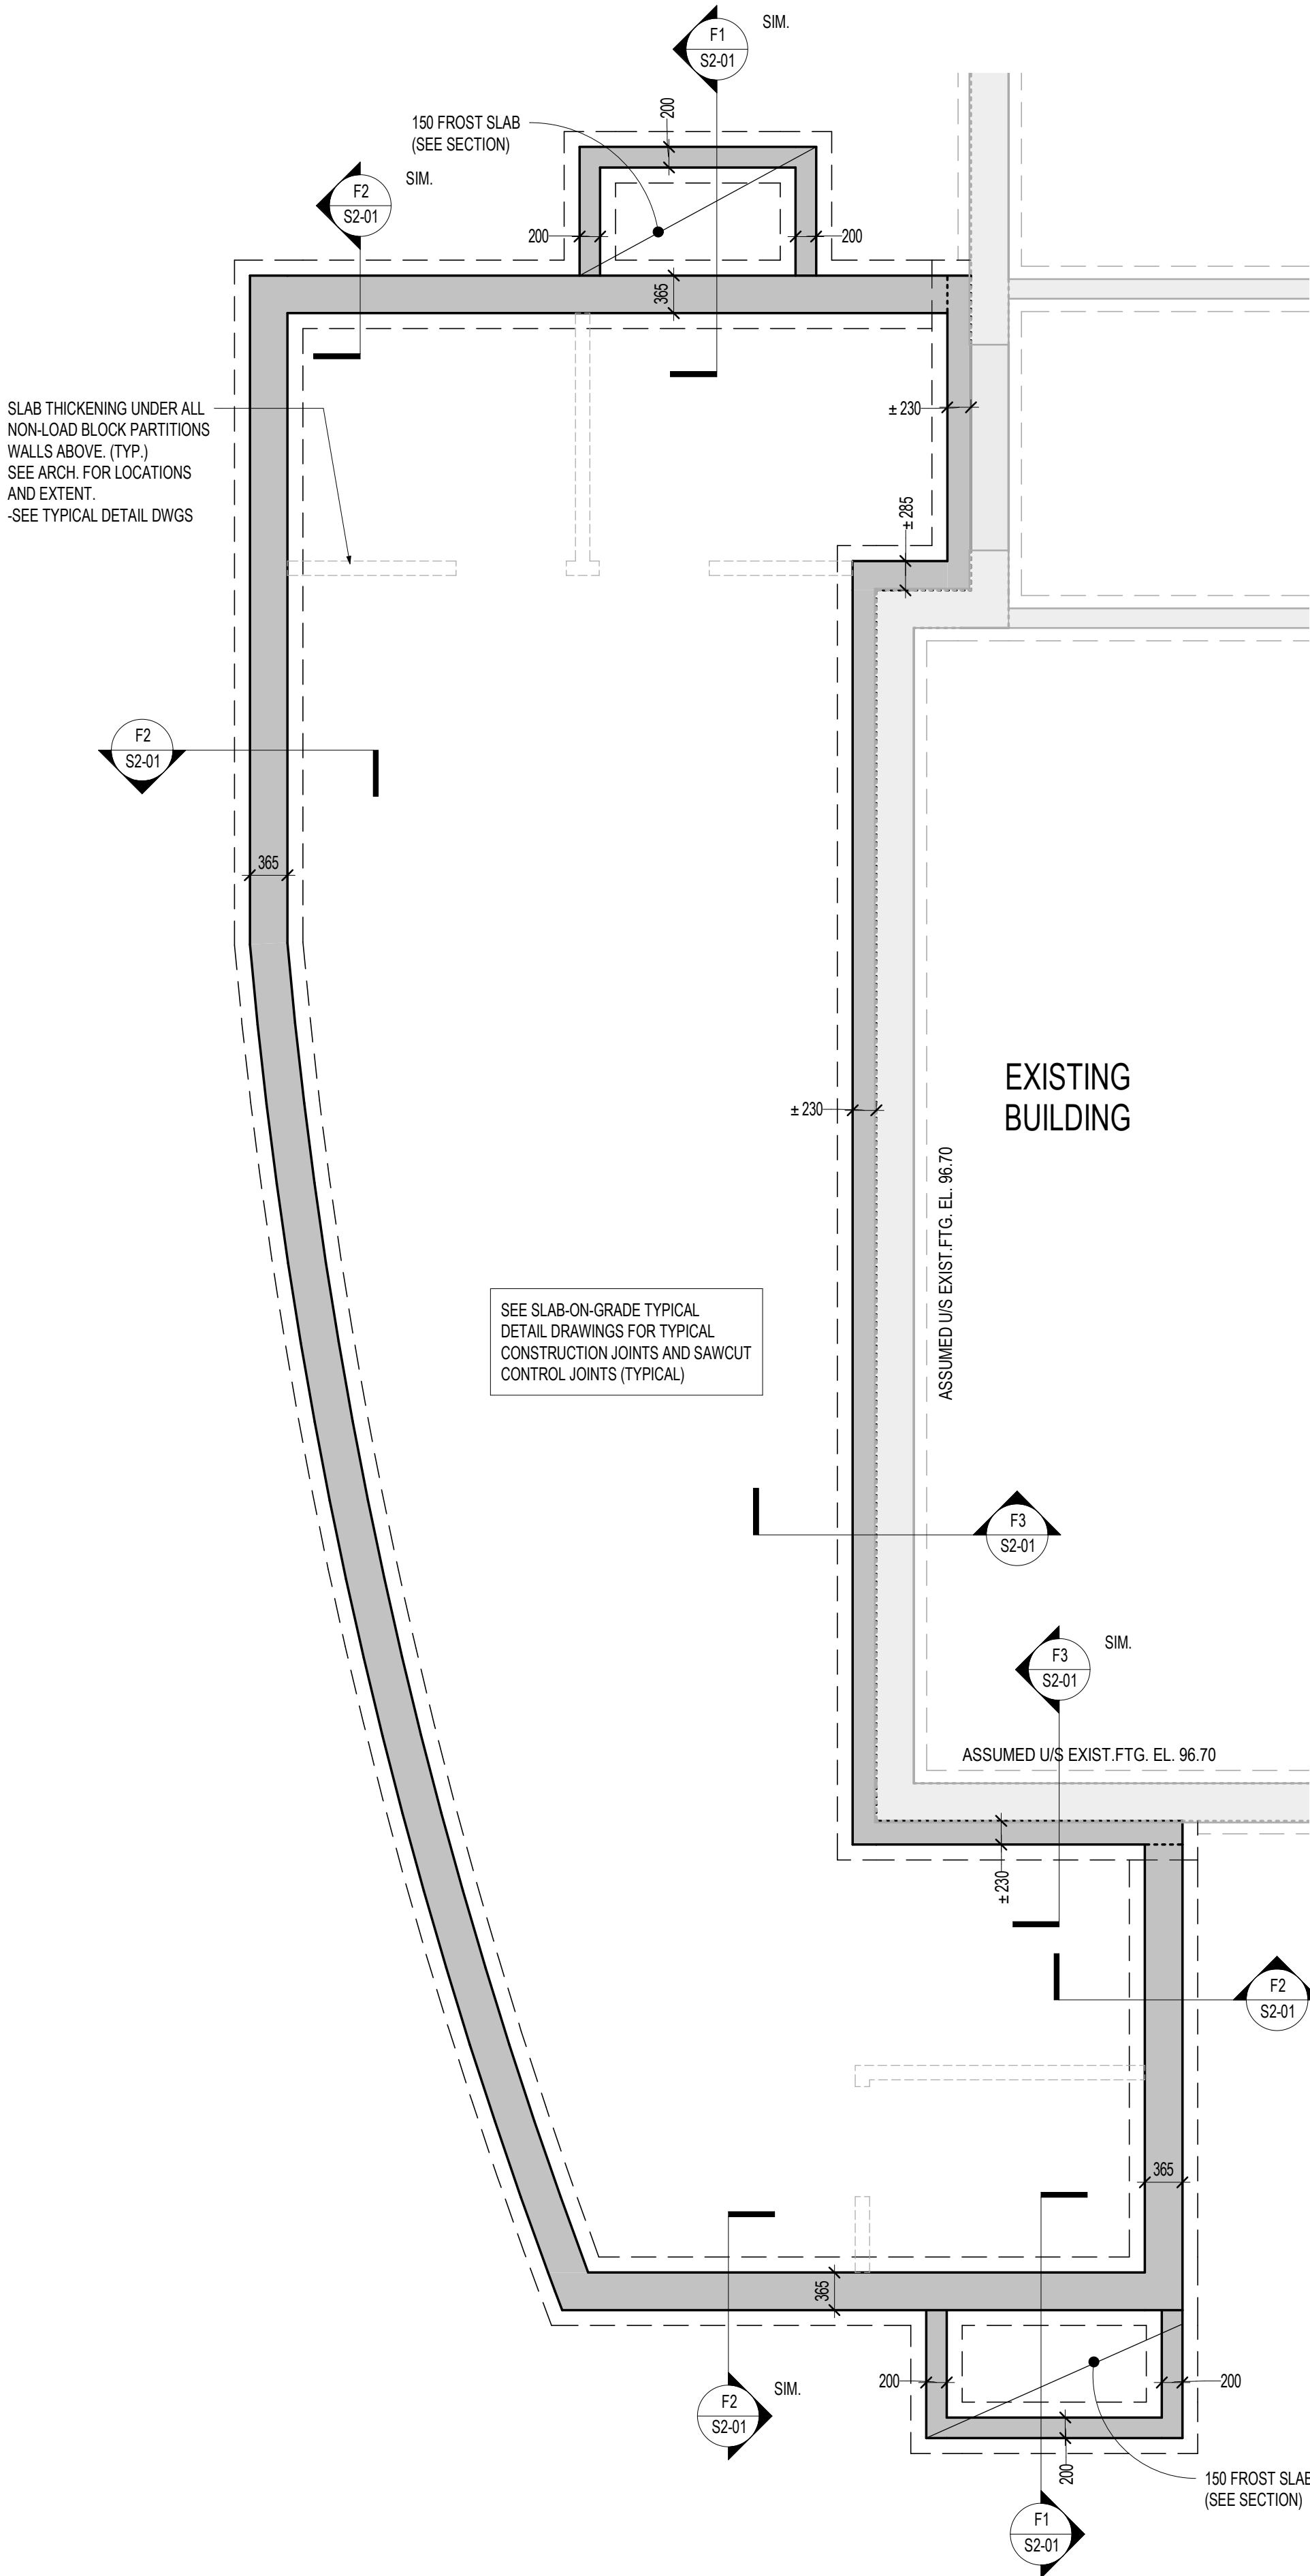 F1
S2-01
SIM.
150 FROST SLAB
(SEE SECTION)
200
F2
S2-01
SIM.
200
200
365
SLAB THICKENING UNDER ALL
NON-LOAD BLOCK PARTITIONS
WALLS ABOVE. (TYP.)
SEE ARCH. FOR LOCATIONS
AND EXTENT.
-SEE TYPICAL DETAIL DWGS
± 230
± 285
F2
S2-01
365
EXISTING
BUILDING
± 230
ASSUMED U/S EXIST.FTG. EL. 96.70
SEE SLAB-ON-GRADE TYPICAL
DETAIL DRAWINGS FOR TYPICAL
CONSTRUCTION JOINTS AND SAWCUT
CONTROL JOINTS (TYPICAL)
F3
S2-01
F3
S2-01
SIM.
ASSUMED U/S EXIST.FTG. EL. 96.70
± 230
F2
S2-01
365
365
200
200
F2
S2-01
SIM.
200
150 FROST SLAB
(SEE SECTION)
F1
S2-01